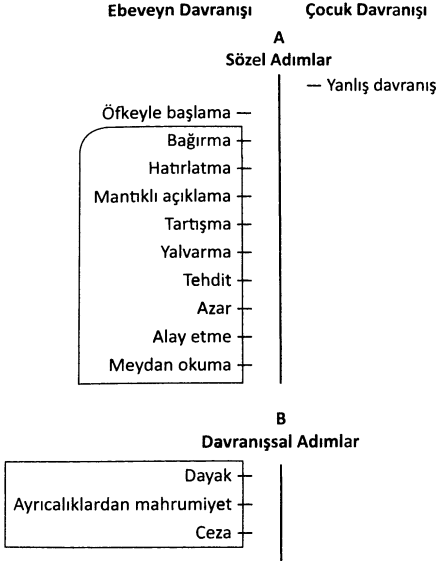 Ebeveyn Davranışı Çocuk Davranışı
A
Sözel Adımlar
Yanlış davranış
Öfkeyle başlama
Bağırma
Hatırlatma
Mantıklı açıklama
Tartışma
Yalvarma
Tehdit
Azar
Alay etme
Meydan okuma
B
Davranışsal Adımlar
Dayak
Ayrıcalıklardan mahrumiyet
Ceza